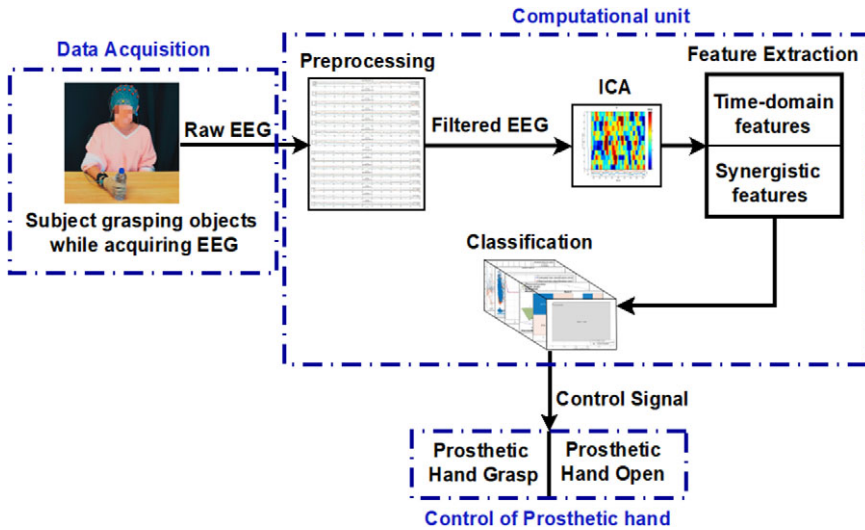 Computational unit
Data Acquisition
Preprocessing
Feature Extraction
ICA
Raw EEG
Filtered EEG
Time-domain
features
Synergistic
features
Subject grasping objects
while acquiring EEG
Classification
Control Signal
Prosthetic
Hand Grasp
Prosthetic
Hand Open
Control of Prosthetic hand